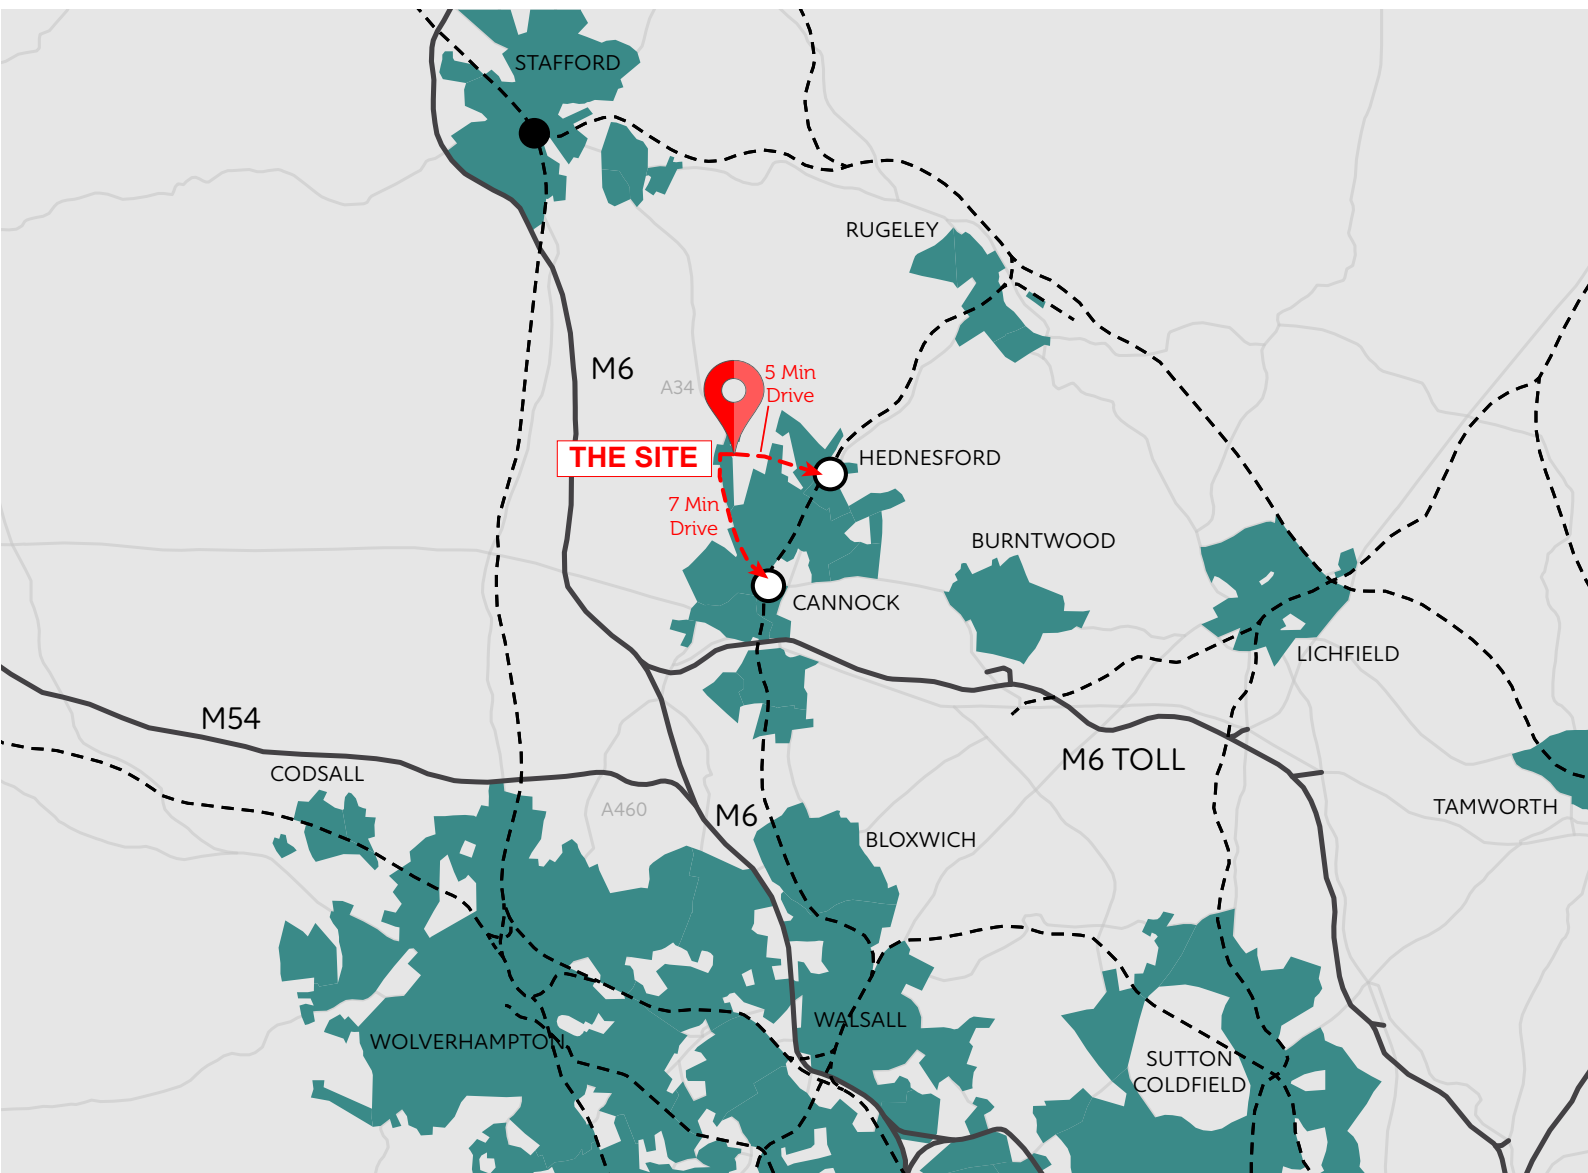 STAFFORD
RUGELEY
M6
A34
5 Min
Drive
THE SITE
HEDNESFORD
7 Min
Drive
BURNTWOOD
CANNOCK
LICHFIELD
M54
M6 TOLL
CODSALL
A460
M6
TAMWORTH
BLOXWICH
WALSALL
WOLVERHAMPTON
SUTTON
COLDFIELD